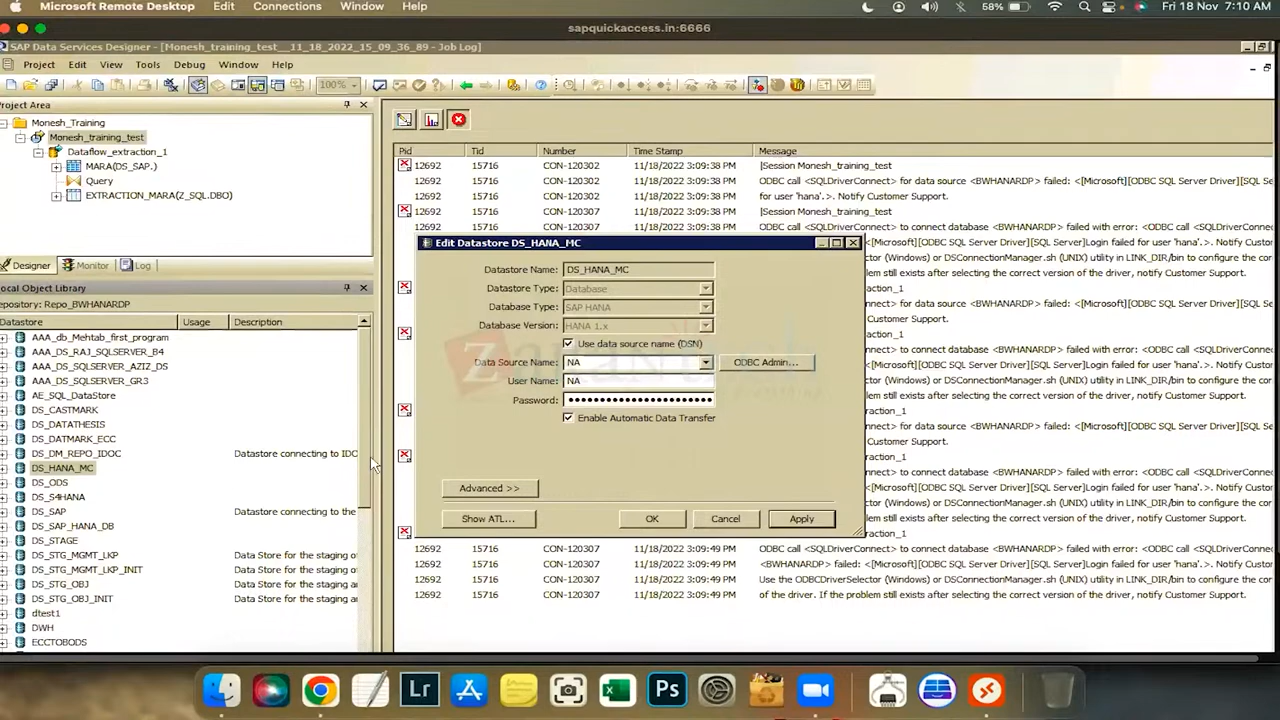 Microsoft Remote Desktop Edit Connections Window Help 58% Fri 18 Nov 7:10 AM
sapquickaccess.in:6666
SAP Data Services Designer - [Monesh_training_test__11_18_2022_15_09_36_89 - Job Log]
Project Edit View Tools Debug Window Help
100%
Project Area
Monesh_Training
Monesh_training_test
Dataflow_extraction_1
MARA(DS_SAP.)
Query
EXTRACTION_MARA(Z_SQL.DBO)
Designer Monitor Log
Local Object Library
Repository: Repo_BWHANARDP
Datastore Usage Description
AAA_db_Mehtab_first_program
AAA_DS_RAJ_SQLSERVER_B4
AAA_DS_SQLSERVER_AZIZ_DS
AAA_DS_SQLSERVER_GR3
AE_SQL_DataStore
DS_CASTMARK
DS_DATATHESIS
DS_DATMARK_ECC
DS_DM_REPO_IDOC Datastore connecting to IDO
DS_HANA_MC
DS_ODS
DS_S4HANA
DS_SAP Datastore connecting to the
DS_SAP_HANA_DB
DS_STAGE
DS_STG_MGMT_LKP Data Store for the staging of
DS_STG_MGMT_LKP_INIT Data Store for the staging of
DS_STG_OBJ Data Store for the staging ar
DS_STG_OBJ_INIT Data Store for the staging ar
dtest1
DWH
ECCTOBODS
Pid Tid Number Time Stamp Message
12692 15716 CON-120302 11/18/2022 3:09:38 PM |Session Monesh_training_test
12692 15716 CON-120302 11/18/2022 3:09:38 PM ODBC call <SQLDriverConnect> for data source <BWHANARDP> failed: <[Microsoft][ODBC SQL Server Driver][SQL Se
12692 15716 CON-120302 11/18/2022 3:09:38 PM for user 'hana'.>. Notify Customer Support.
12692 15716 CON-120307 11/18/2022 3:09:38 PM |Session Monesh_training_test
12692 15716 CON-120307 11/18/2022 3:09:38 PM ODBC call <SQLDriverConnect> to connect database <BWHANARDP> failed with error: <ODBC call <SQLDriverCo
Edit Datastore DS_HANA_MC
Datastore Name: DS_HANA_MC
Datastore Type: Database
Database Type: SAP HANA
Database Version: HANA 1.x
Use data source name (DSN)
Data Source Name: NA ODBC Admin...
User Name: NA
Password:
Enable Automatic Data Transfer
Advanced >>
Show ATL... OK Cancel Apply
12692 15716 CON-120307 11/18/2022 3:09:49 PM ODBC call <SQLDriverConnect> to connect database <BWHANARDP> failed with error: <ODBC call <SQLDriverCo
12692 15716 CON-120307 11/18/2022 3:09:49 PM <BWHANARDP> failed: <[Microsoft][ODBC SQL Server Driver][SQL Server]Login failed for user 'hana'.>. Notify Custo
12692 15716 CON-120307 11/18/2022 3:09:49 PM Use the ODBCDriverSelector (Windows) or DSConnectionManager.sh (UNIX) utility in LINK_DIR/bin to configure the cor
12692 15716 CON-120307 11/18/2022 3:09:49 PM of the driver. If the problem still exists after selecting the correct version of the driver, notify Customer Support.